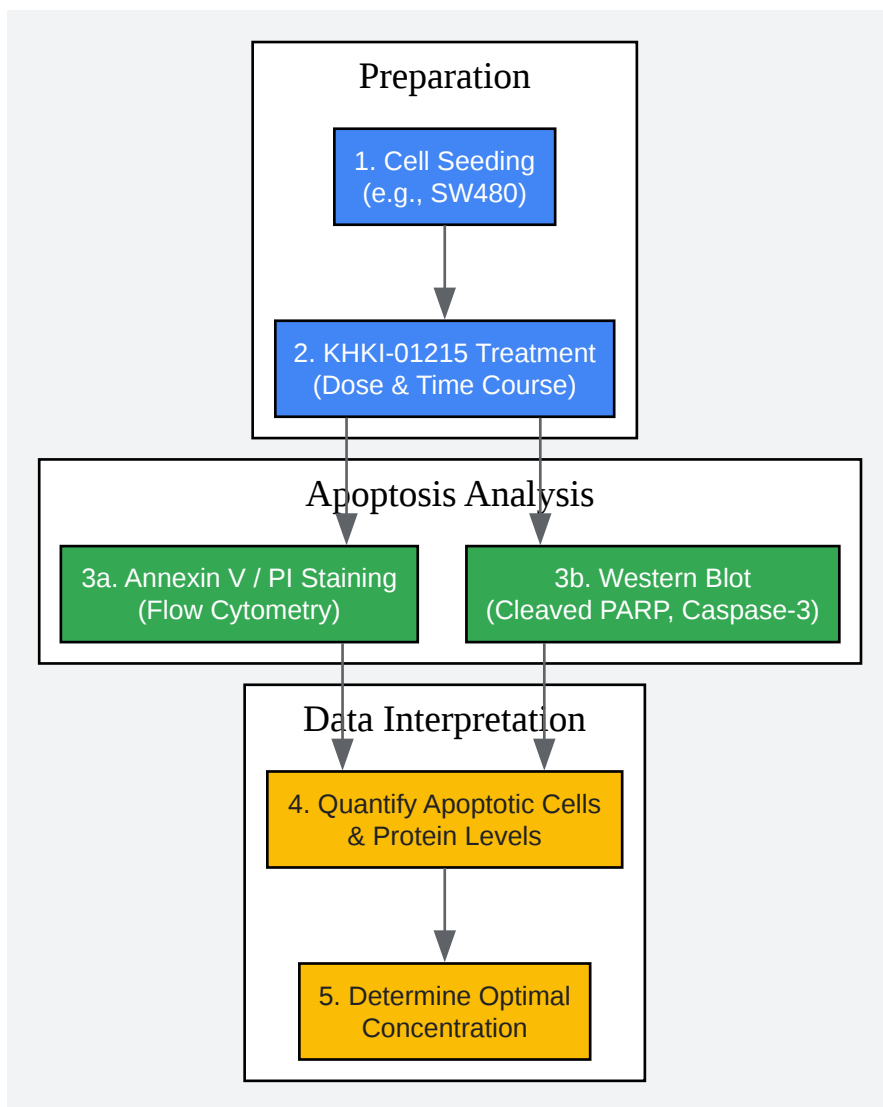 Preparation
1. Cell Seeding
(e.g., SW480)
2. KHKI-01215 Treatment
(Dose & Time Course)
Apoptosis Analysis
3a. Annexin V / PI Staining
(Flow Cytometry)
3b. Western Blot
(Cleaved PARP, Caspase-3)
Data Interpretation
4. Quantify Apoptotic Cells
& Protein Levels
5. Determine Optimal
Concentration